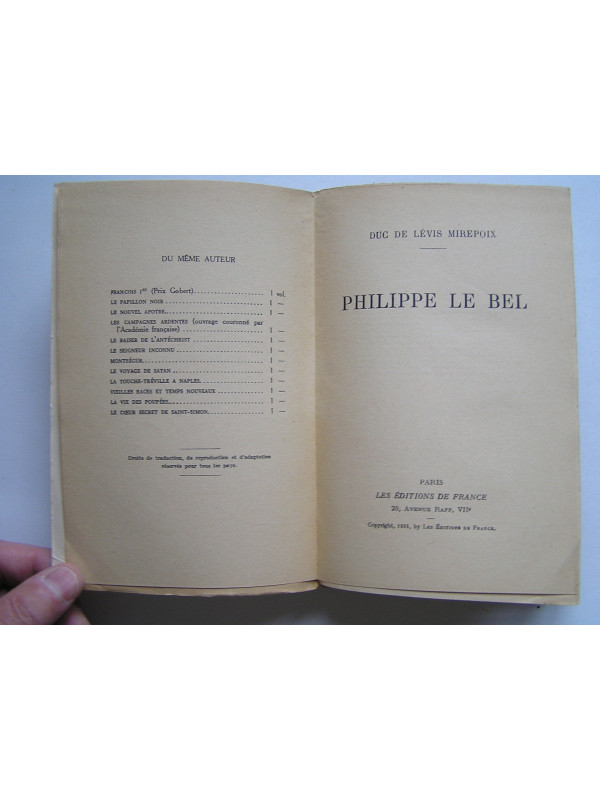 DU MÊME AUTEUR
FRANÇOIS Ier (Prix Gobert) 1 vol.
LE PAPILLON NOIR 1 —
LE NOUVEL APOTRE 1 —
LES CAMPAGNES ARDENTES (ouvrage couronné par
l'Académie française) 1 —
LE BAISER DE L'ANTÉCHRIST 1 —
LE SEIGNEUR INCONNU 1 —
MONTSÉGUR 1 —
LE VOYAGE DE SATAN 1 —
LA TOUCHE-TRÉVILLE A NAPLES 1 —
VIEILLES RACES ET TEMPS NOUVEAUX 1 —
LA VIE DES POUPÉES 1 —
LE CŒUR SECRET DE SAINT-SIMON 1 —
Droits de traduction, de reproduction et d'adaptation
réservés pour tous les pays.
DUC DE LÉVIS MIREPOIX
PHILIPPE LE BEL
PARIS
LES ÉDITIONS DE FRANCE
20, AVENUE RAPP, VIIe
Copyright, by LES ÉDITIONS DE FRANCE.